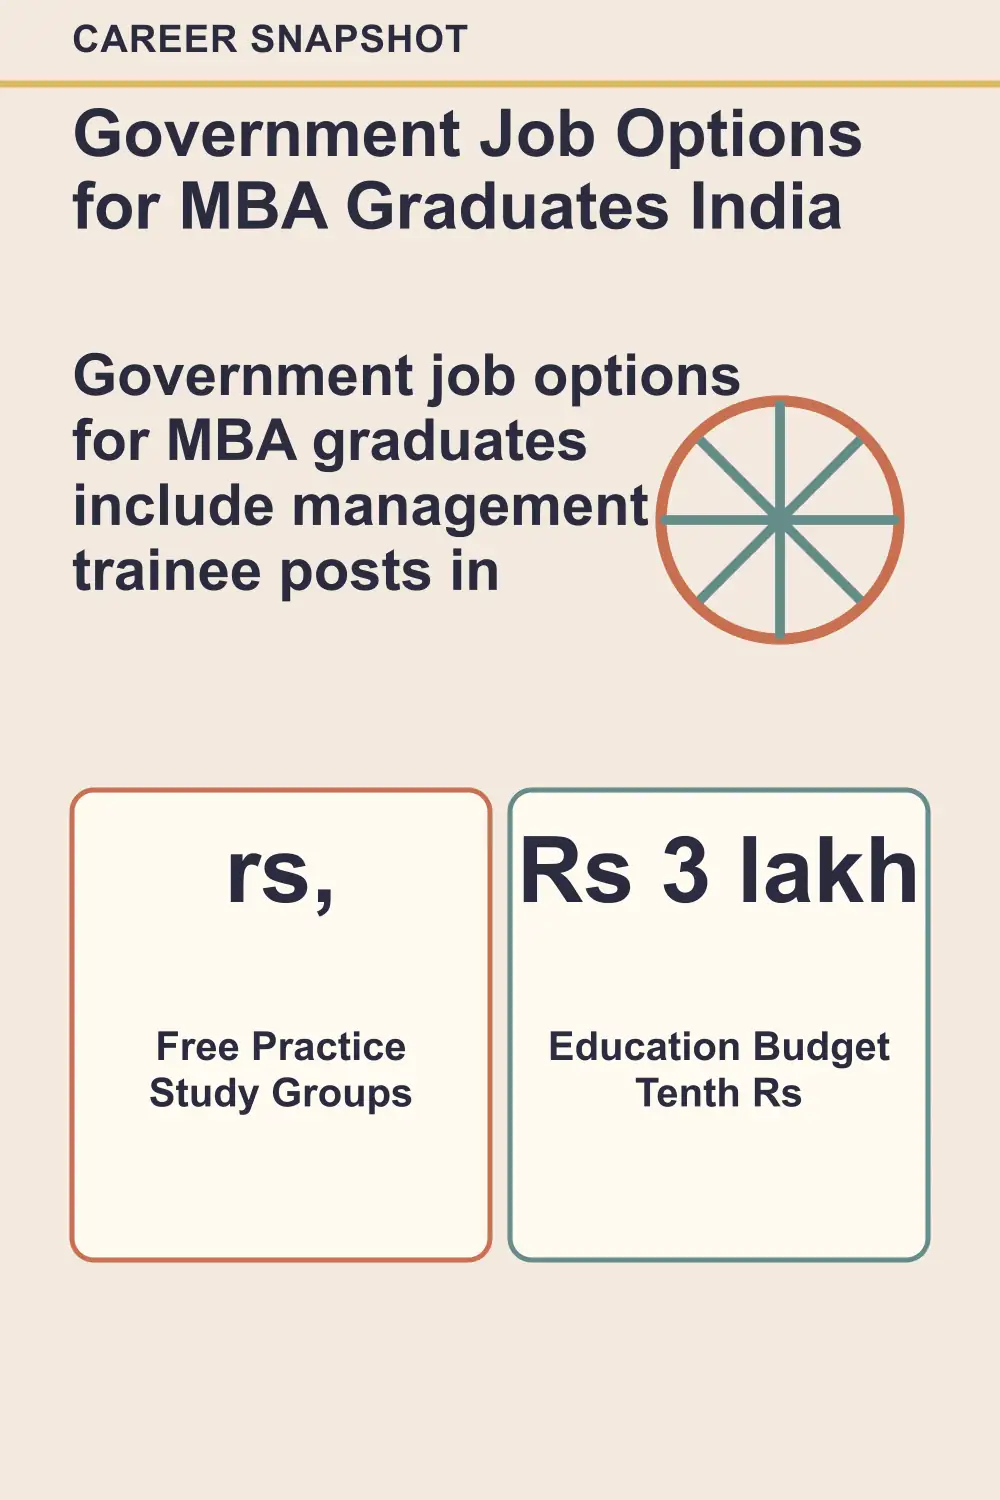 CAREER SNAPSHOT
Government Job Options
for MBA Graduates India
Government job options
for MBA graduates
include management
trainee posts in
rs,
Free Practice
Study Groups
Rs 3 lakh
Education Budget
Tenth Rs